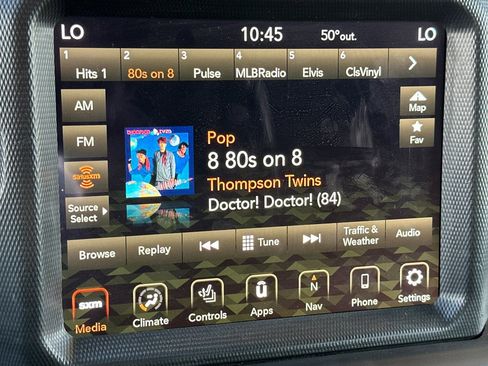 LO 10:45 50°out. LO
1 2 3 4 5 6
Hits 1 80s on 8 Pulse MLBRadio Elvis ClsVinyl
AM
Map
FM
Fav
Pop
8 80s on 8
siriusxm
Thompson Twins
Source
Select
Doctor! Doctor! (84)
Browse Replay Tune Traffic & Weather Audio
sxm
Media Climate Controls Apps Nav Phone Settings
U
N